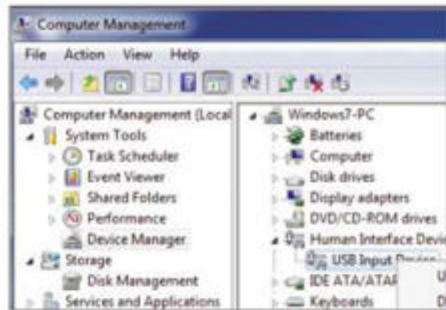 Computer Management
File Action View Help
Computer Management (Local
System Tools
Task Scheduler
Event Viewer
Shared Folders
Performance
Device Manager
Storage
Disk Management
Services and Applications
Windows7-PC
Batteries
Computer
Disk drives
Display adapters
DVD/CD-ROM drives
Human Interface Devi
USB Input Device
IDE ATA/ATAP
Keyboards
U
D